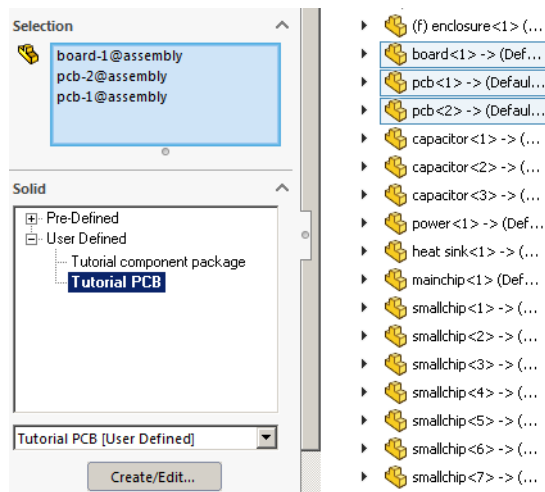 Selection
board-1@assembly
pcb-2@assembly
pcb-1@assembly
Solid
Pre-Defined
User Defined
Tutorial component package
Tutorial PCB
Tutorial PCB [User Defined]
Create/Edit...
(f) enclosure<1> (...
board<1> -> (Def...
pcb<1> -> (Defaul...
pcb<2> -> (Defaul...
capacitor<1> -> (...
capacitor<2> -> (...
capacitor<3> -> (...
power<1> -> (Def...
heat sink<1> -> (...
mainchip<1> (Def...
smallchip<1> -> (...
smallchip<2> -> (...
smallchip<3> -> (...
smallchip<4> -> (...
smallchip<5> -> (...
smallchip<6> -> (...
smallchip<7> -> (...